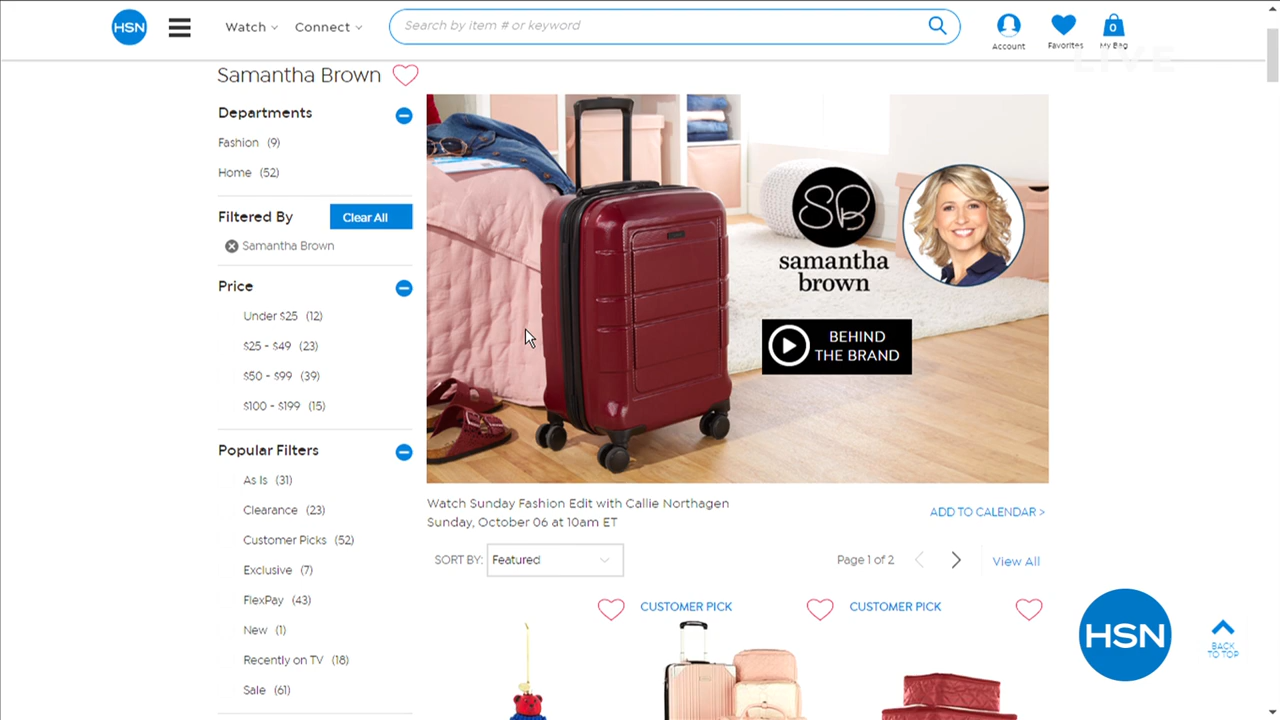 HSN
Watch
Connect
Search by item # or keyword
Account
Favorites
0
My Bag
LIVE
Samantha Brown
Departments
Fashion (9)
Home (52)
Filtered By
Clear All
Samantha Brown
Price
Under $25 (12)
$25 - $49 (23)
$50 - $99 (39)
$100 - $199 (15)
Popular Filters
As Is (31)
Clearance (23)
Customer Picks (52)
Exclusive (7)
FlexPay (43)
New (1)
Recently on TV (18)
Sale (61)
SB
samantha
brown
BEHIND
THE BRAND
Watch Sunday Fashion Edit with Callie Northagen
Sunday, October 06 at 10am ET
ADD TO CALENDAR >
SORT BY: Featured
Page 1 of 2
View All
CUSTOMER PICK
CUSTOMER PICK
HSN
BACK
TO TOP